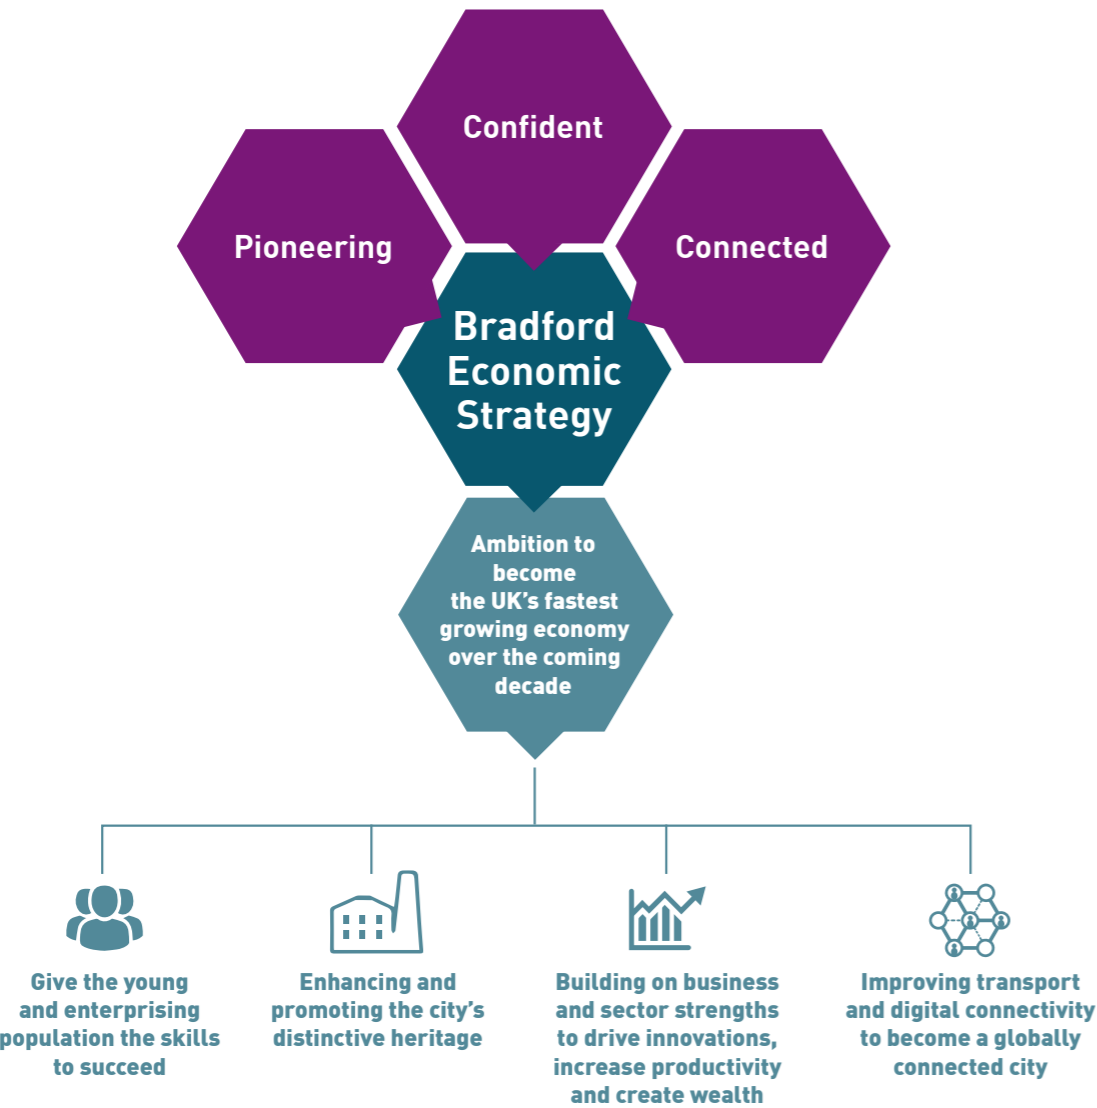 Confident
Pioneering
Connected
Bradford
Economic
Strategy
Ambition to
become
the UK's fastest
growing economy
over the coming
decade
Give the young
and enterprising
population the skills
to succeed
Enhancing and
promoting the city's
distinctive heritage
Building on business
and sector strengths
to drive innovations,
increase productivity
and create wealth
Improving transport
and digital connectivity
to become a globally
connected city